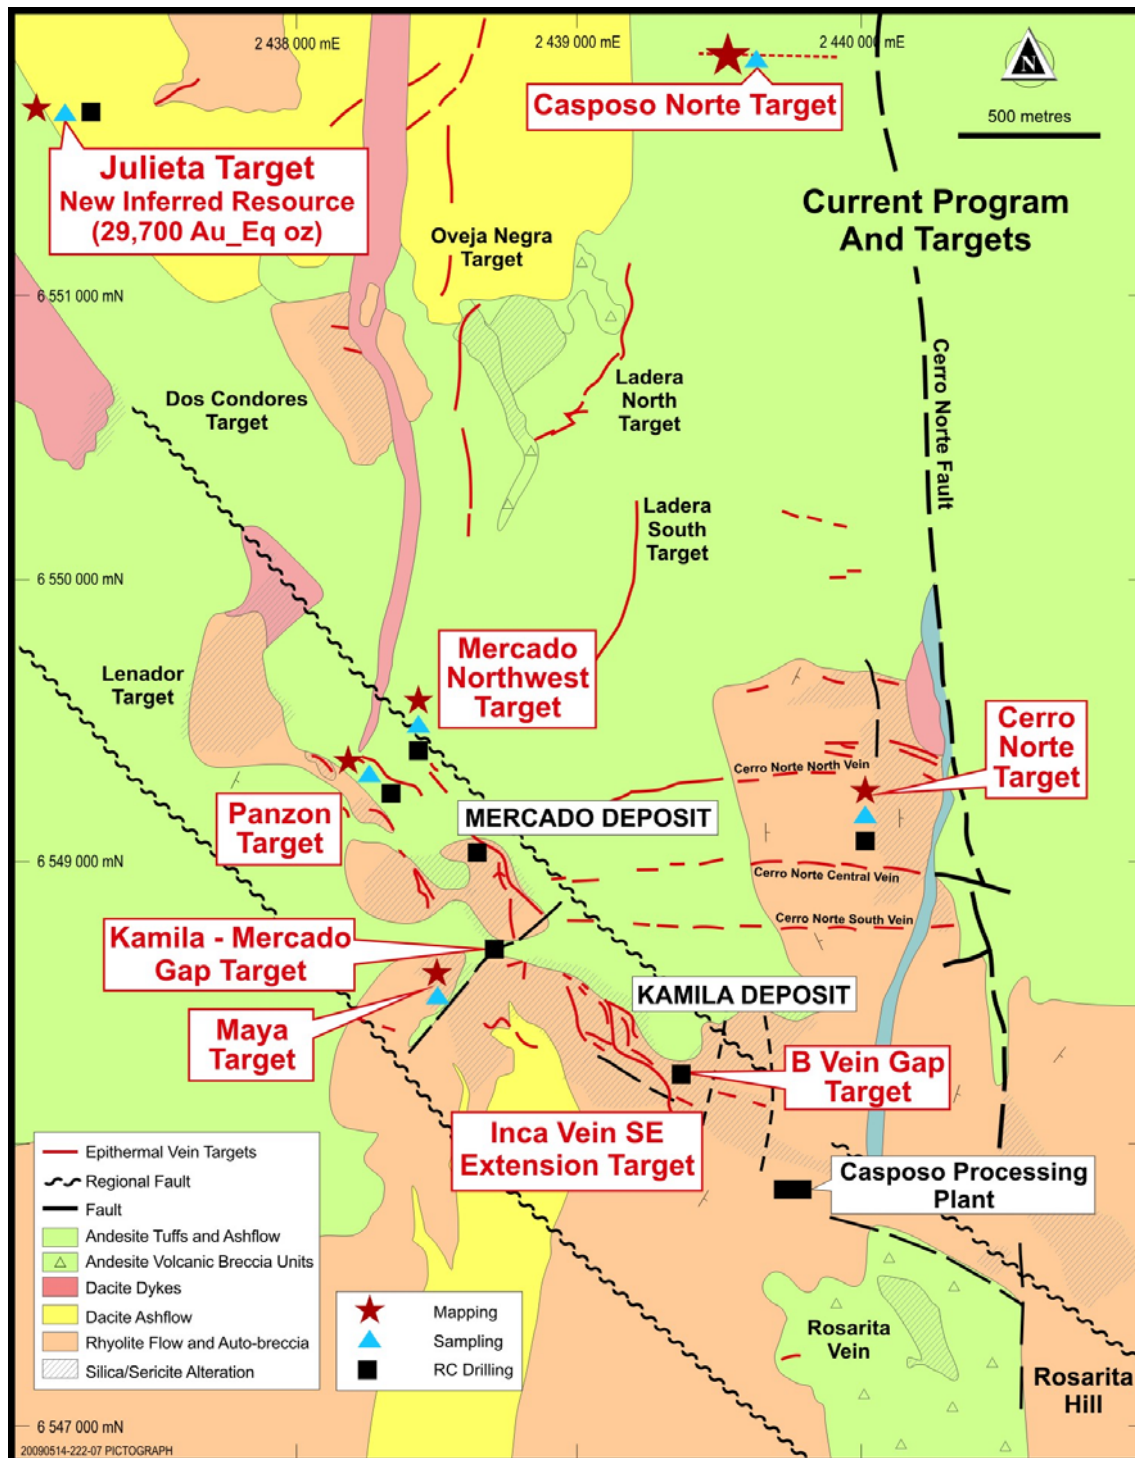 2 438 000 mE
2 439 000 mE
2 440 000 mE
N
500 metres
Casposo Norte Target
Julieta Target
New Inferred Resource
(29,700 Au_Eq oz)
Current Program
And Targets
Oveja Negra
Target
6 551 000 mN
Cerro Norte Fault
Dos Condores
Target
Ladera
North
Target
Ladera
South
Target
6 550 000 mN
Mercado
Northwest
Target
Lenador
Target
Cerro
Norte
Target
Cerro Norte North Vein
Panzon
Target
MERCADO DEPOSIT
6 549 000 mN
Cerro Norte Central Vein
Cerro Norte South Vein
Kamila - Mercado
Gap Target
KAMILA DEPOSIT
Maya
Target
B Vein Gap
Target
Inca Vein SE
Extension Target
Casposo Processing
Plant
Epithermal Vein Targets
Regional Fault
Fault
Andesite Tuffs and Ashflow
Andesite Volcanic Breccia Units
Dacite Dykes
Dacite Ashflow
Rhyolite Flow and Auto-breccia
Silica/Sericite Alteration
Mapping
Sampling
RC Drilling
Rosarita
Vein
Rosarita
Hill
6 547 000 mN
20090514-222-07 PICTOGRAPH